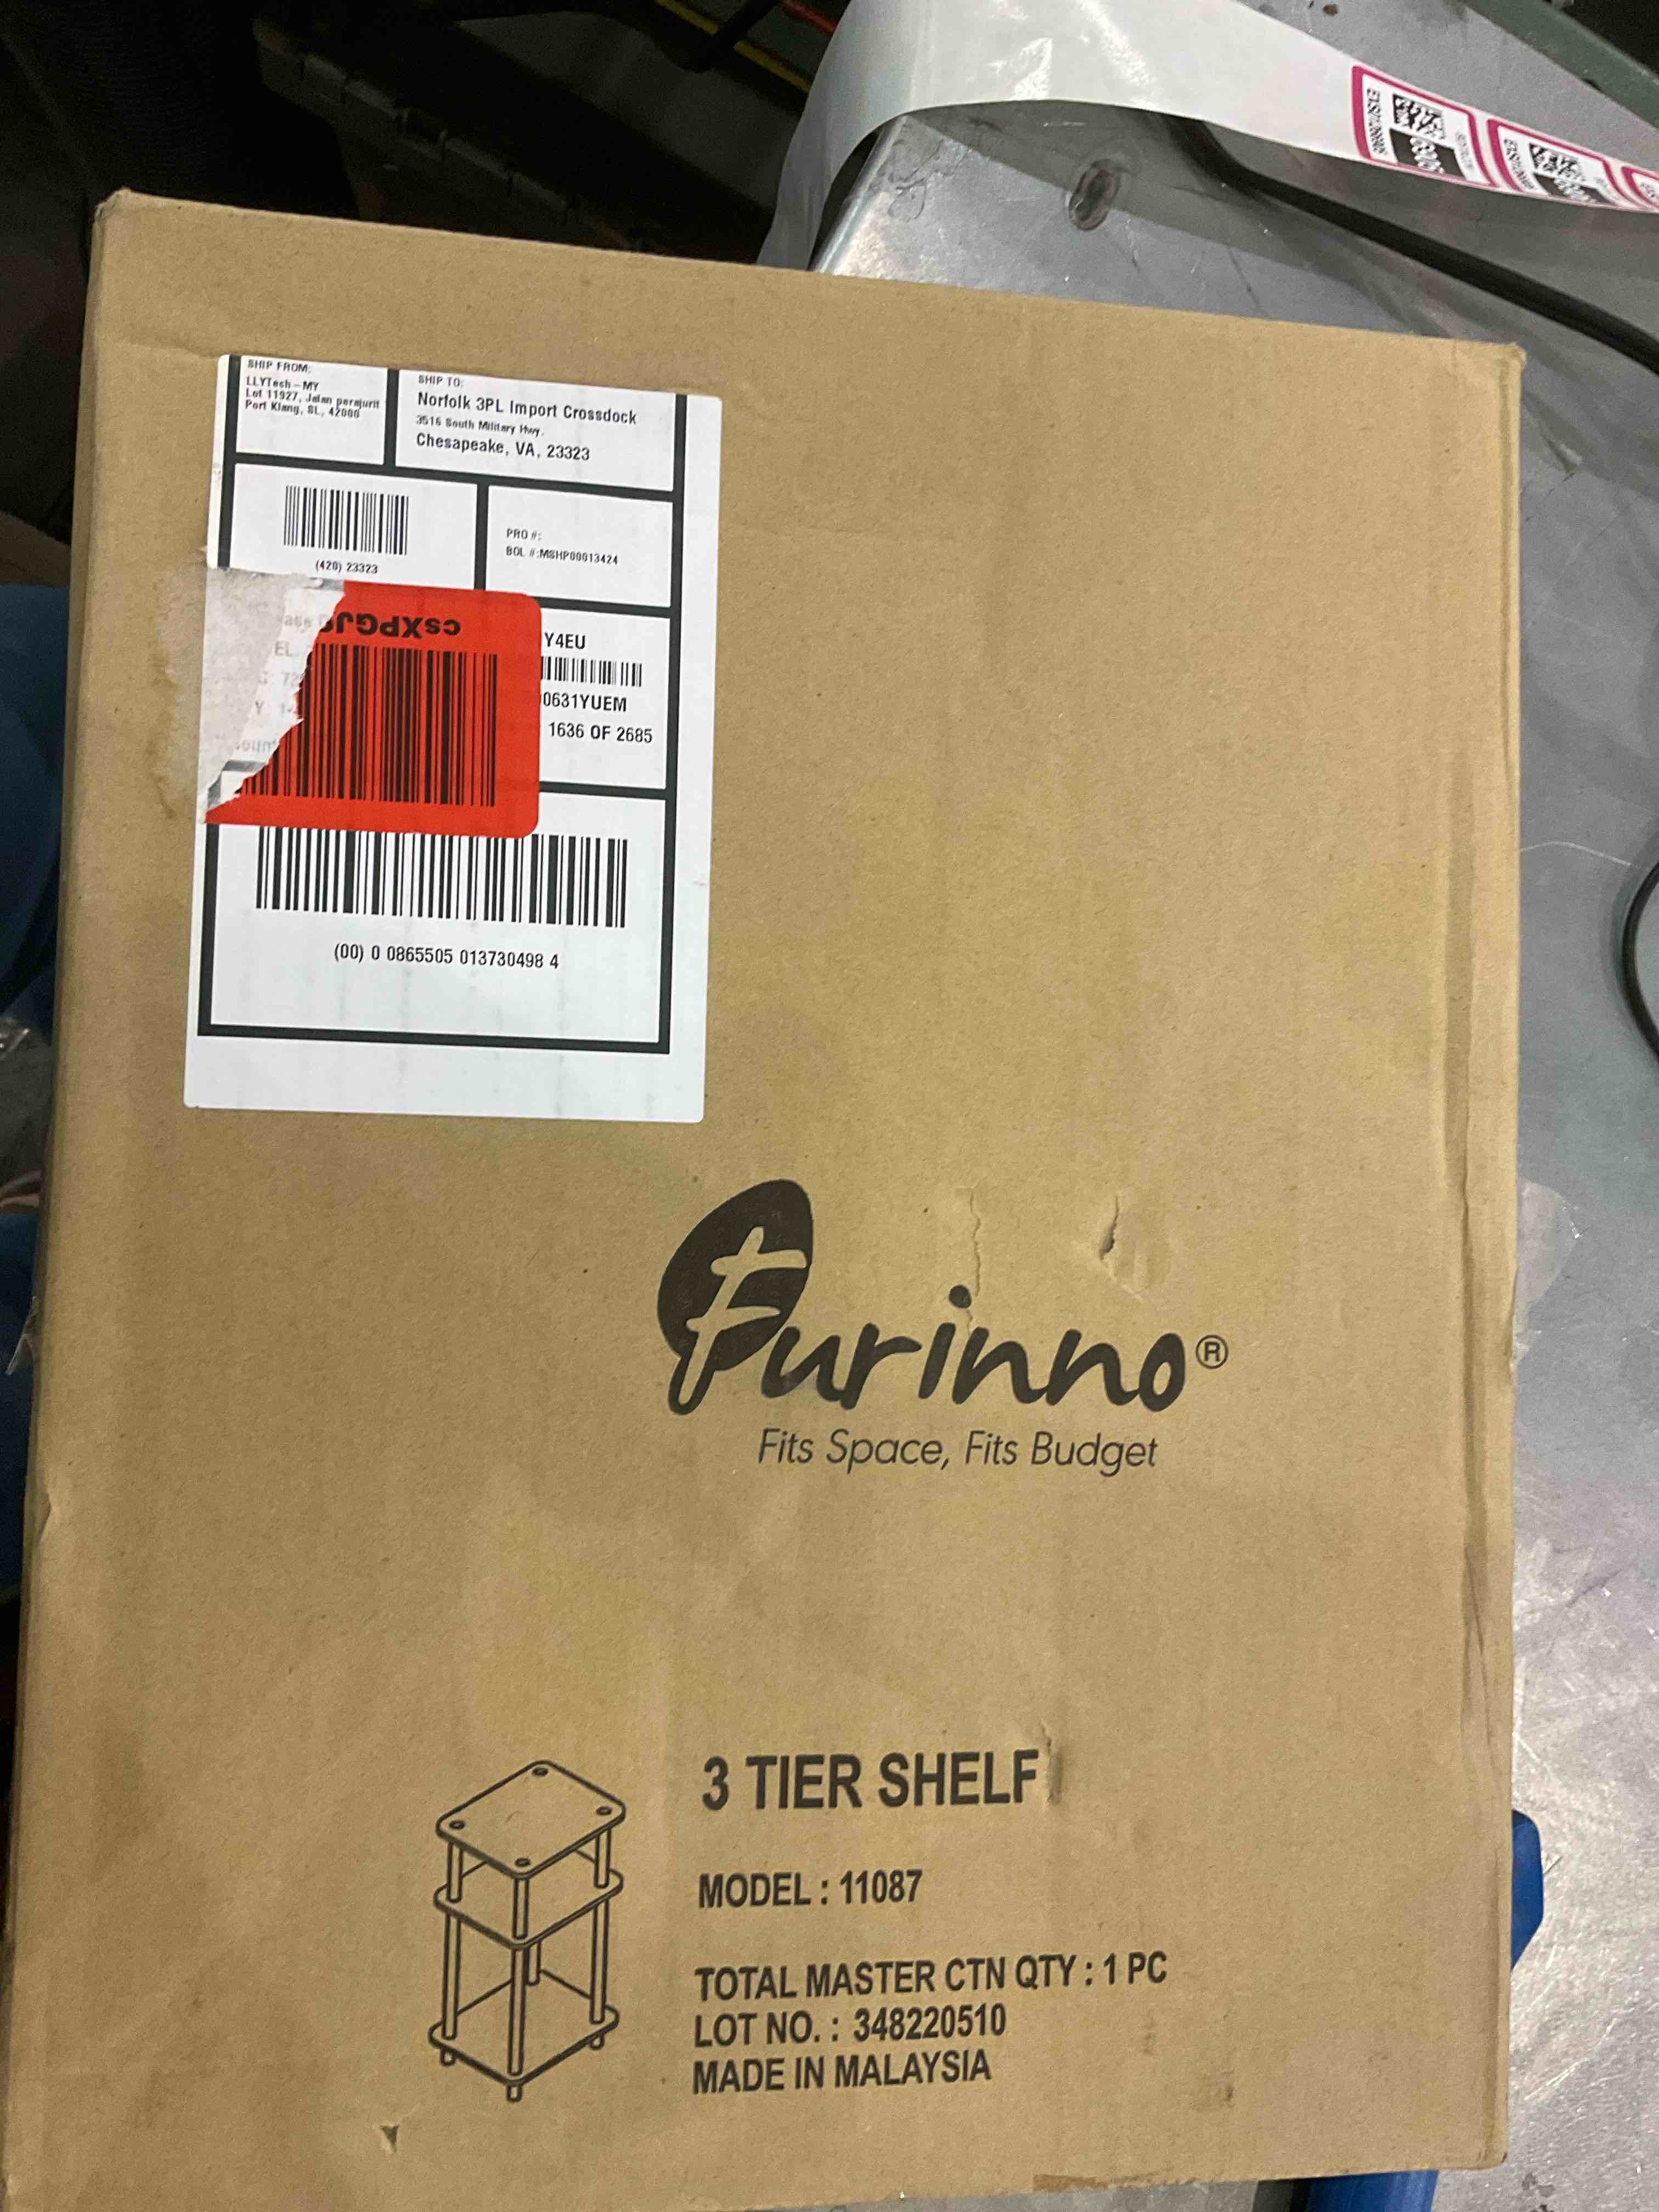 SHIP FROM:
LLYTech-MY
Lot 11927, Jalan perajurit
Port Klang, SL, 42000
SHIP TO:
Norfolk 3PL Import Crossdock
3516 South Military Hwy.
Chesapeake, VA, 23323
(420) 23323
PRO #:
BOL #:MSHP00013424
csXPGJ
Y4EU
0631YUEM
1636 OF 2685
(00) 0 0865505 013730498 4
Furinno®
Fits Space, Fits Budget
3 TIER SHELF
MODEL : 11087
TOTAL MASTER CTN QTY : 1 PC
LOT NO. : 348220510
MADE IN MALAYSIA